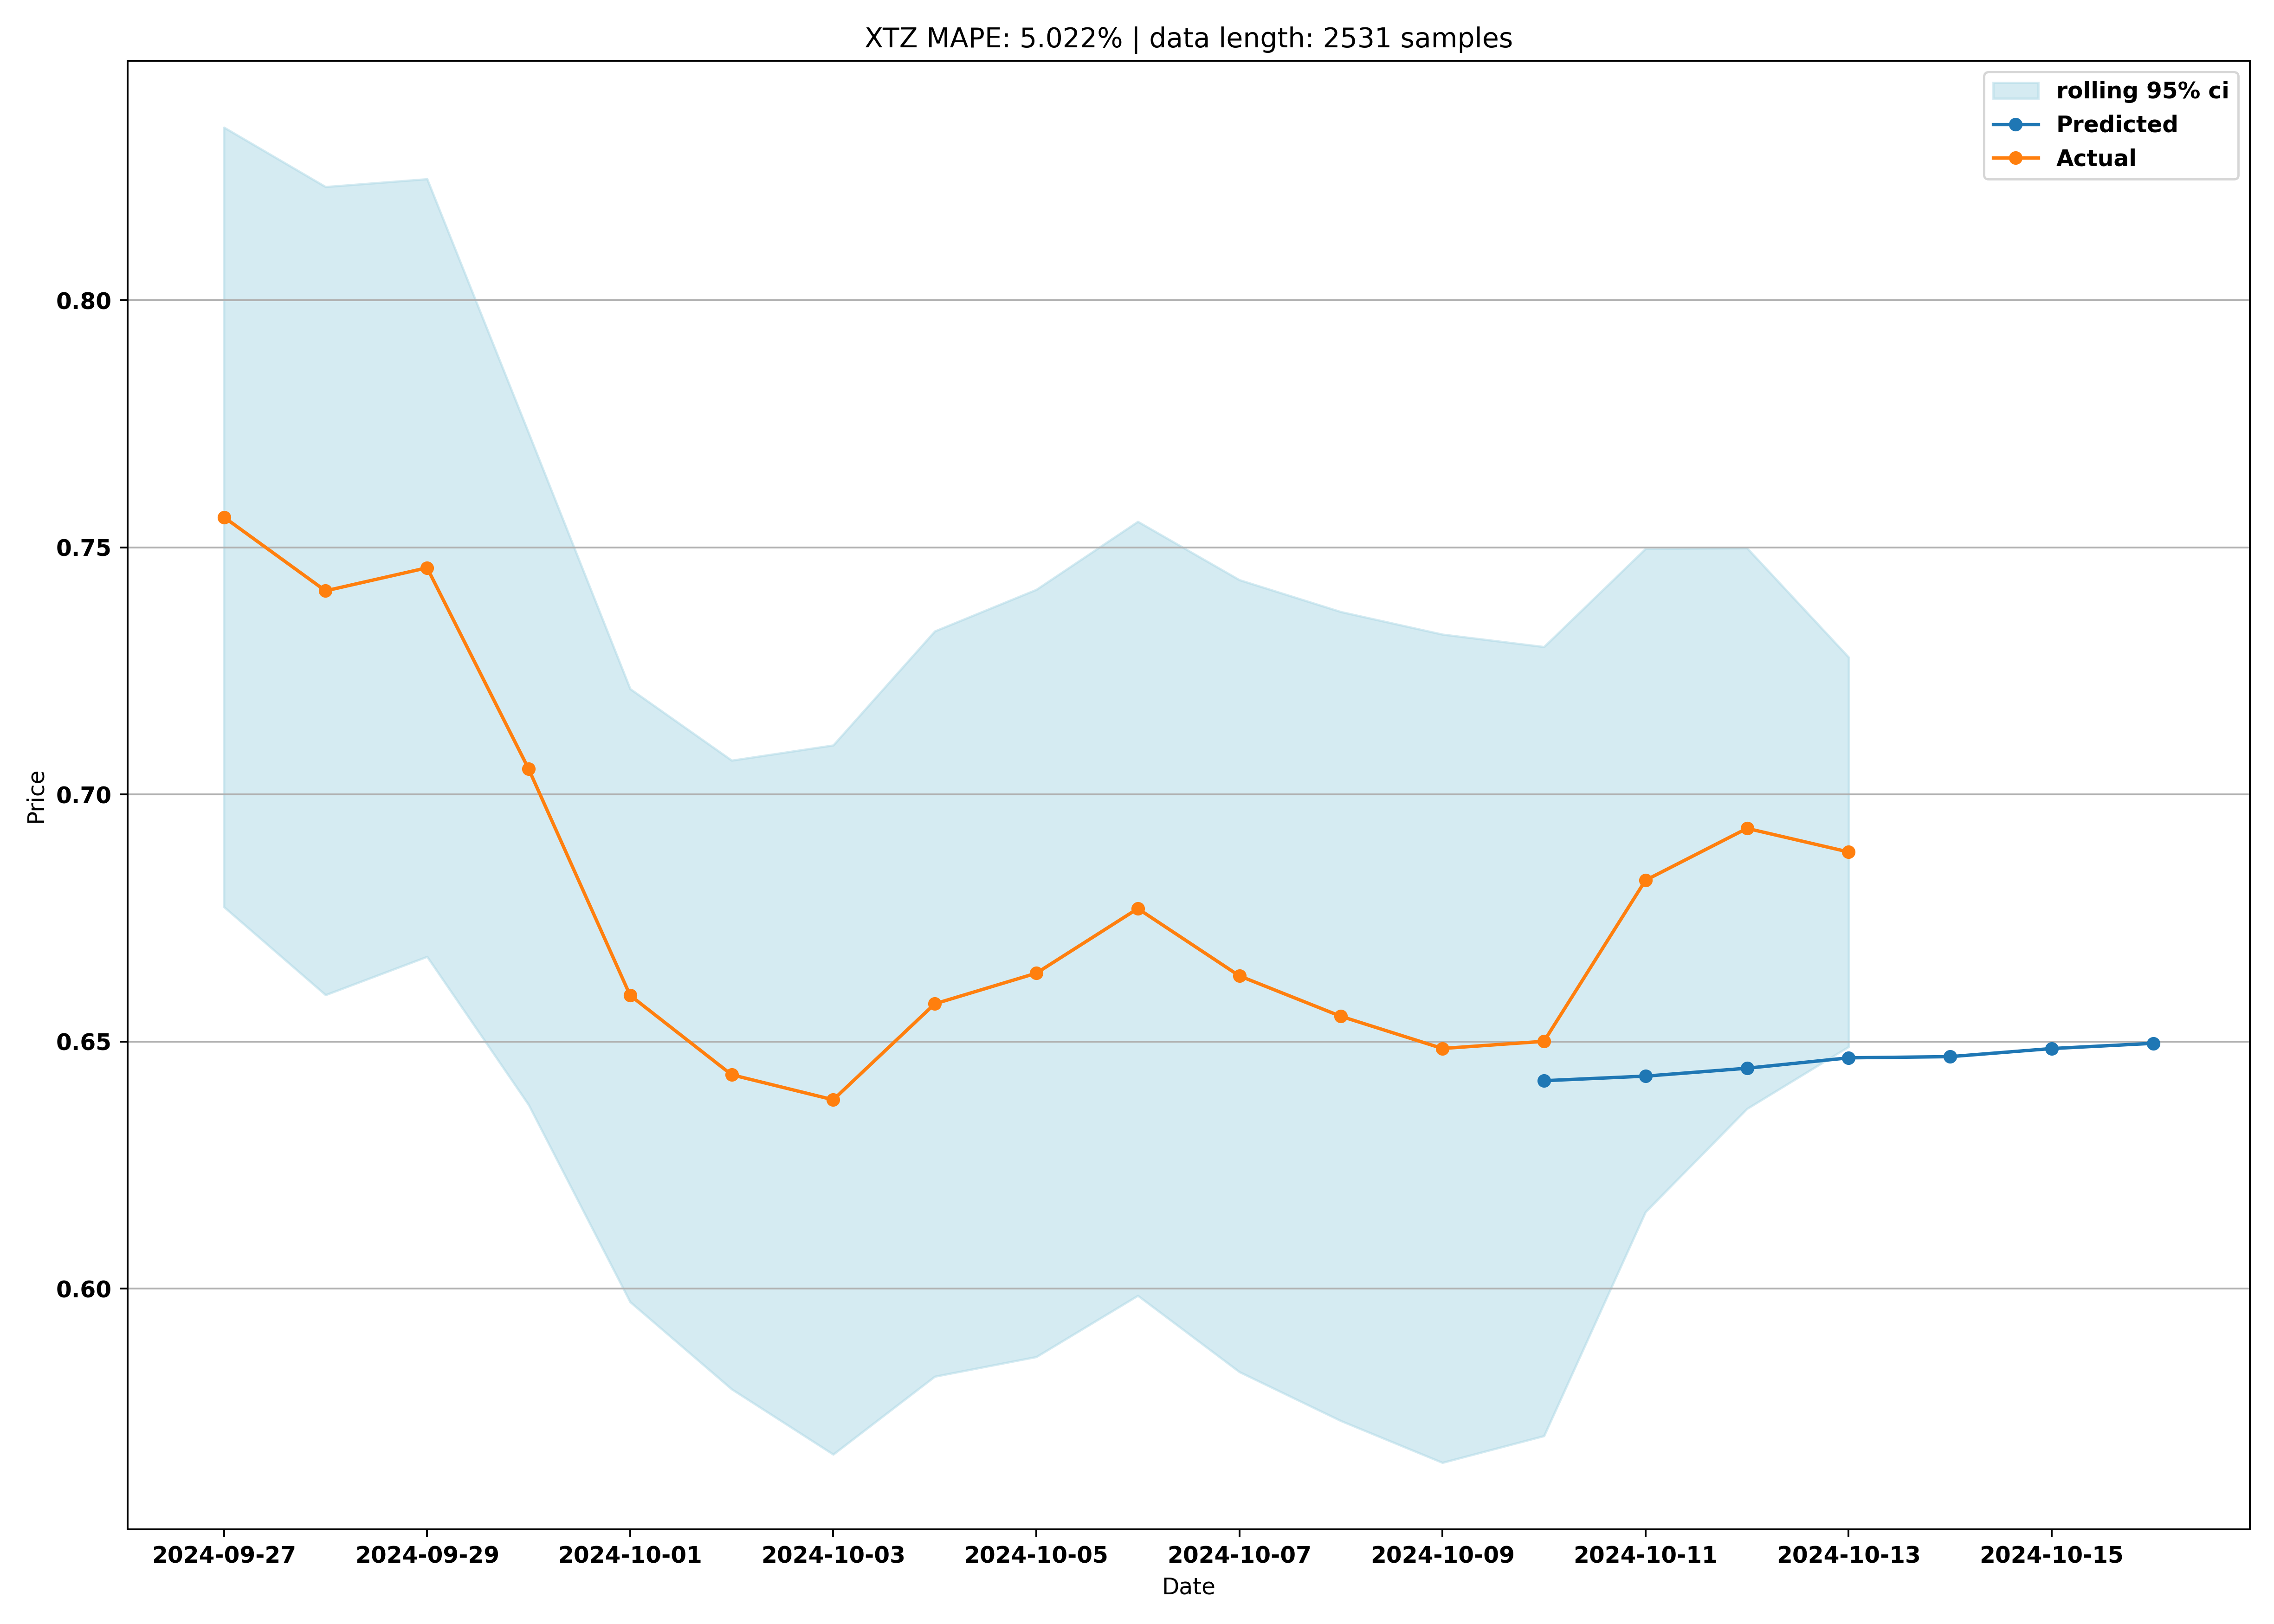 XTZ MAPE: 5.022% | data length: 2531 samples
rolling 95% ci
Predicted
Actual
0.80
0.75
0.70
0.65
0.60
Price
2024-09-27 2024-09-29 2024-10-01 2024-10-03 2024-10-05 2024-10-07 2024-10-09 2024-10-11 2024-10-13 2024-10-15
Date